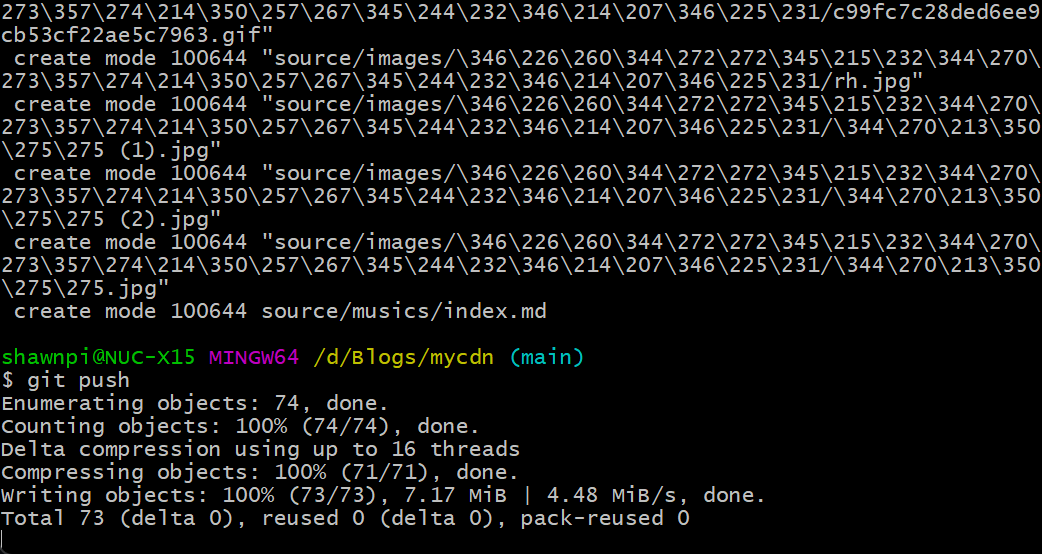 273\357\274\214\350\257\267\345\244\232\346\214\207\346\225\231/c99fc7c28ded6ee9
cb53cf22ae5c7963.gif"
 create mode 100644 "source/images/\346\226\260\344\272\272\345\215\232\344\270\
273\357\274\214\350\257\267\345\244\232\346\214\207\346\225\231/rh.jpg"
 create mode 100644 "source/images/\346\226\260\344\272\272\345\215\232\344\270\
273\357\274\214\350\257\267\345\244\232\346\214\207\346\225\231/\344\270\213\350
\275\275 (1).jpg"
 create mode 100644 "source/images/\346\226\260\344\272\272\345\215\232\344\270\
273\357\274\214\350\257\267\345\244\232\346\214\207\346\225\231/\344\270\213\350
\275\275 (2).jpg"
 create mode 100644 "source/images/\346\226\260\344\272\272\345\215\232\344\270\
273\357\274\214\350\257\267\345\244\232\346\214\207\346\225\231/\344\270\213\350
\275\275.jpg"
 create mode 100644 source/musics/index.md
shawnpi@NUC-X15 MINGW64 /d/Blogs/mycdn (main)
$ git push
Enumerating objects: 74, done.
Counting objects: 100% (74/74), done.
Delta compression using up to 16 threads
Compressing objects: 100% (71/71), done.
Writing objects: 100% (73/73), 7.17 MiB | 4.48 MiB/s, done.
Total 73 (delta 0), reused 0 (delta 0), pack-reused 0